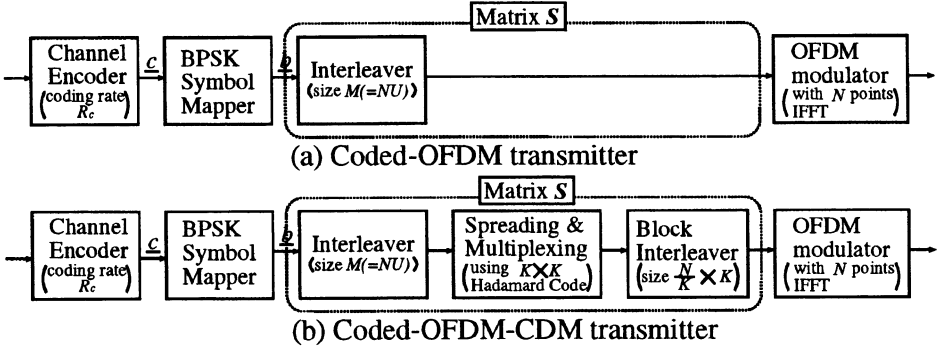 Matrix S
Channel
Encoder
(coding rate
R_c)
c
BPSK
Symbol
Mapper
b
Interleaver
(size M(=NU))
OFDM
modulator
(with N points
IFFT)
(a) Coded-OFDM transmitter
Matrix S
Channel
Encoder
(coding rate
R_c)
c
BPSK
Symbol
Mapper
b
Interleaver
(size M(=NU))
Spreading &
Multiplexing
(using K×K
Hadamard Code)
Block
Interleaver
(size N/K × K)
OFDM
modulator
(with N points
IFFT)
(b) Coded-OFDM-CDM transmitter